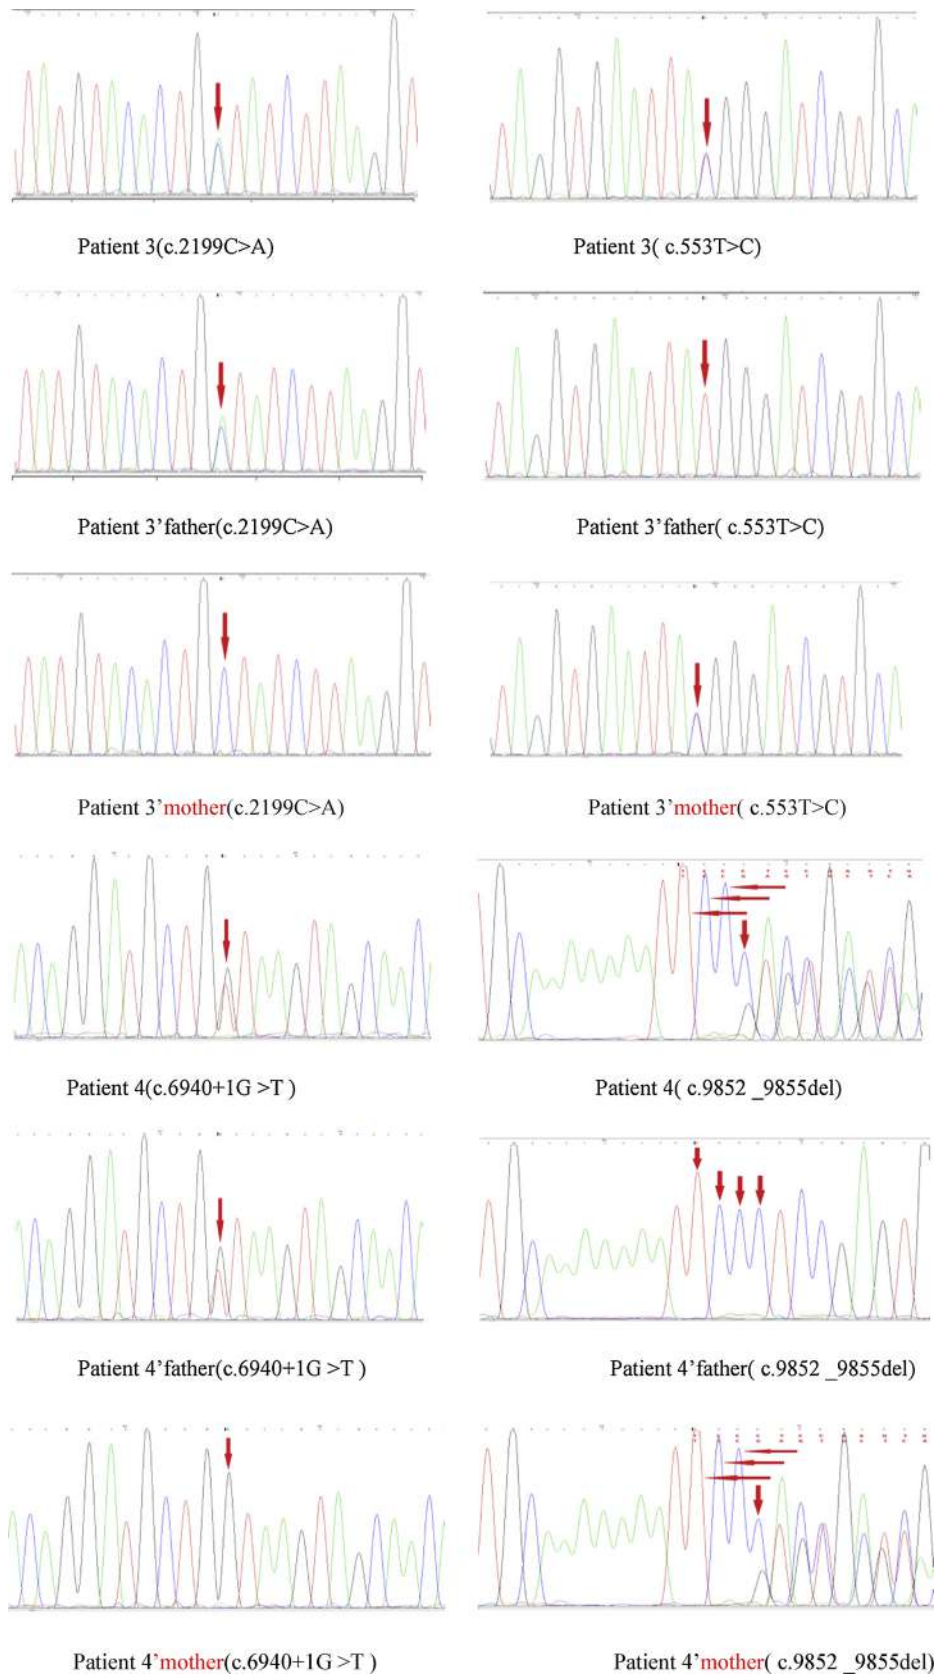 Patient 3(c.2199C>A) Patient 3( c.553T>C)
Patient 3’father(c.2199C>A) Patient 3’father( c.553T>C)
Patient 3’mother(c.2199C>A) Patient 3’mother( c.553T>C)
Patient 4(c.6940+1G >T ) Patient 4( c.9852 _9855del)
Patient 4’father(c.6940+1G >T ) Patient 4’father( c.9852 _9855del)
Patient 4’mother(c.6940+1G >T ) Patient 4’mother( c.9852 _9855del)